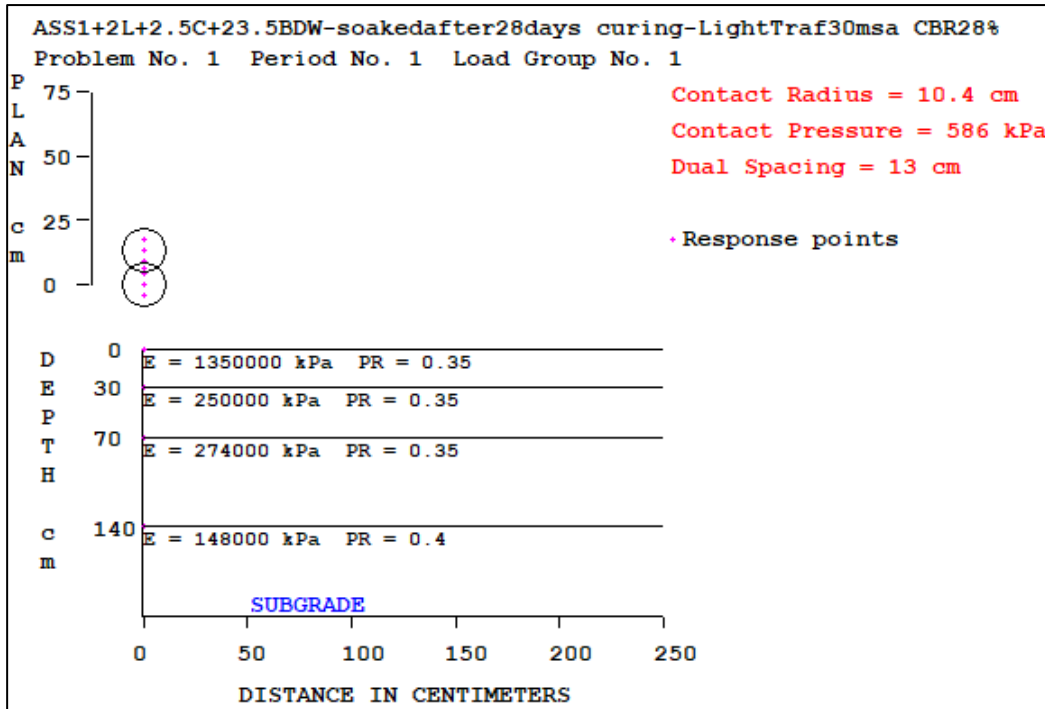 ASS1+2L+2.5C+23.5BDW-soakedafter28days curing-LightTraf30msa CBR28%
Problem No. 1 Period No. 1 Load Group No. 1
PLAN cm
75
50
25
0
Contact Radius = 10.4 cm
Contact Pressure = 586 kPa
Dual Spacing = 13 cm
Response points
DEPTH cm
0
E = 1350000 kPa PR = 0.35
30
E = 250000 kPa PR = 0.35
70
E = 274000 kPa PR = 0.35
140
E = 148000 kPa PR = 0.4
SUBGRADE
0 50 100 150 200 250
DISTANCE IN CENTIMETERS